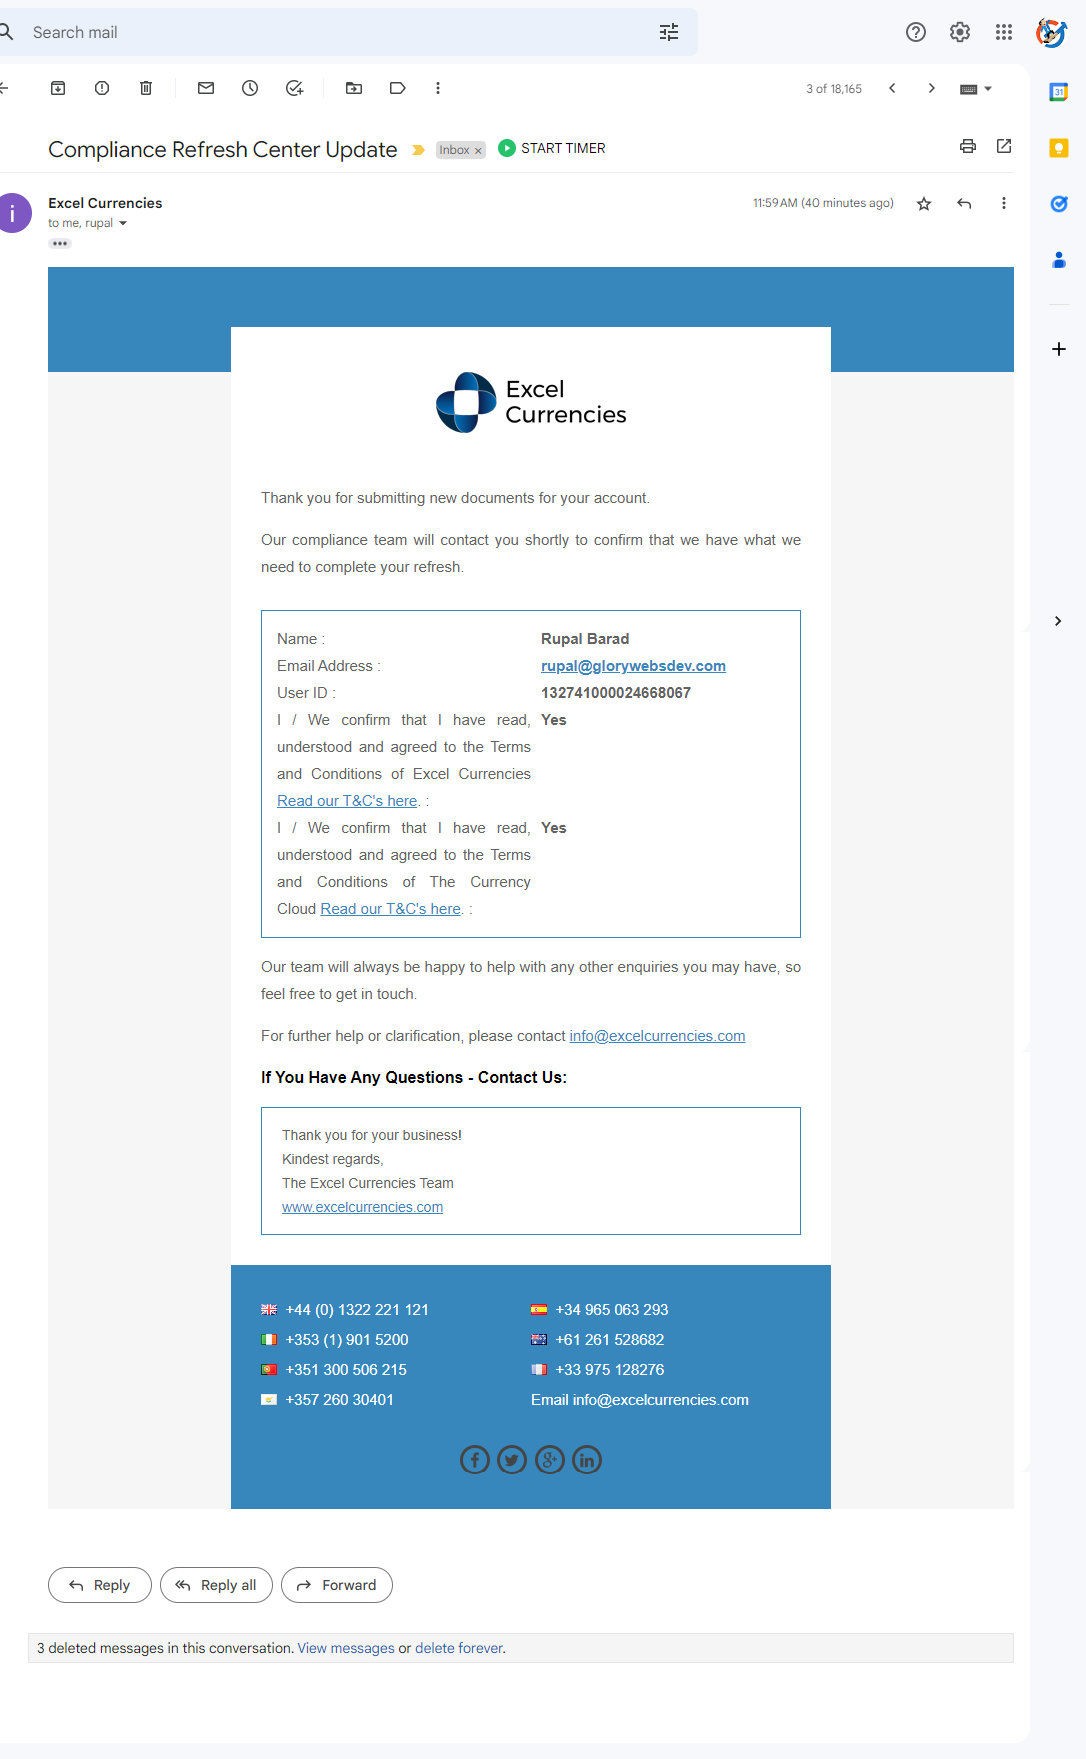 Search mail
3 of 18,165
Compliance Refresh Center Update Inbox × START TIMER
Excel Currencies 11:59 AM (40 minutes ago)
to me, rupal
i
31
Excel
Currencies
Thank you for submitting new documents for your account.
Our compliance team will contact you shortly to confirm that we have what we
need to complete your refresh.
Name : Rupal Barad
Email Address : rupal@glorywebsdev.com
User ID : 132741000024668067
I / We confirm that I have read, Yes
understood and agreed to the Terms
and Conditions of Excel Currencies
Read our T&C's here. :
I / We confirm that I have read, Yes
understood and agreed to the Terms
and Conditions of The Currency
Cloud Read our T&C's here. :
Our team will always be happy to help with any other enquiries you may have, so
feel free to get in touch.
For further help or clarification, please contact info@excelcurrencies.com
If You Have Any Questions - Contact Us:
Thank you for your business!
Kindest regards,
The Excel Currencies Team
www.excelcurrencies.com
+44 (0) 1322 221 121 +34 965 063 293
+353 (1) 901 5200 +61 261 528682
+351 300 506 215 +33 975 128276
+357 260 30401 Email info@excelcurrencies.com
f g+ in
Reply Reply all Forward
3 deleted messages in this conversation. View messages or delete forever.